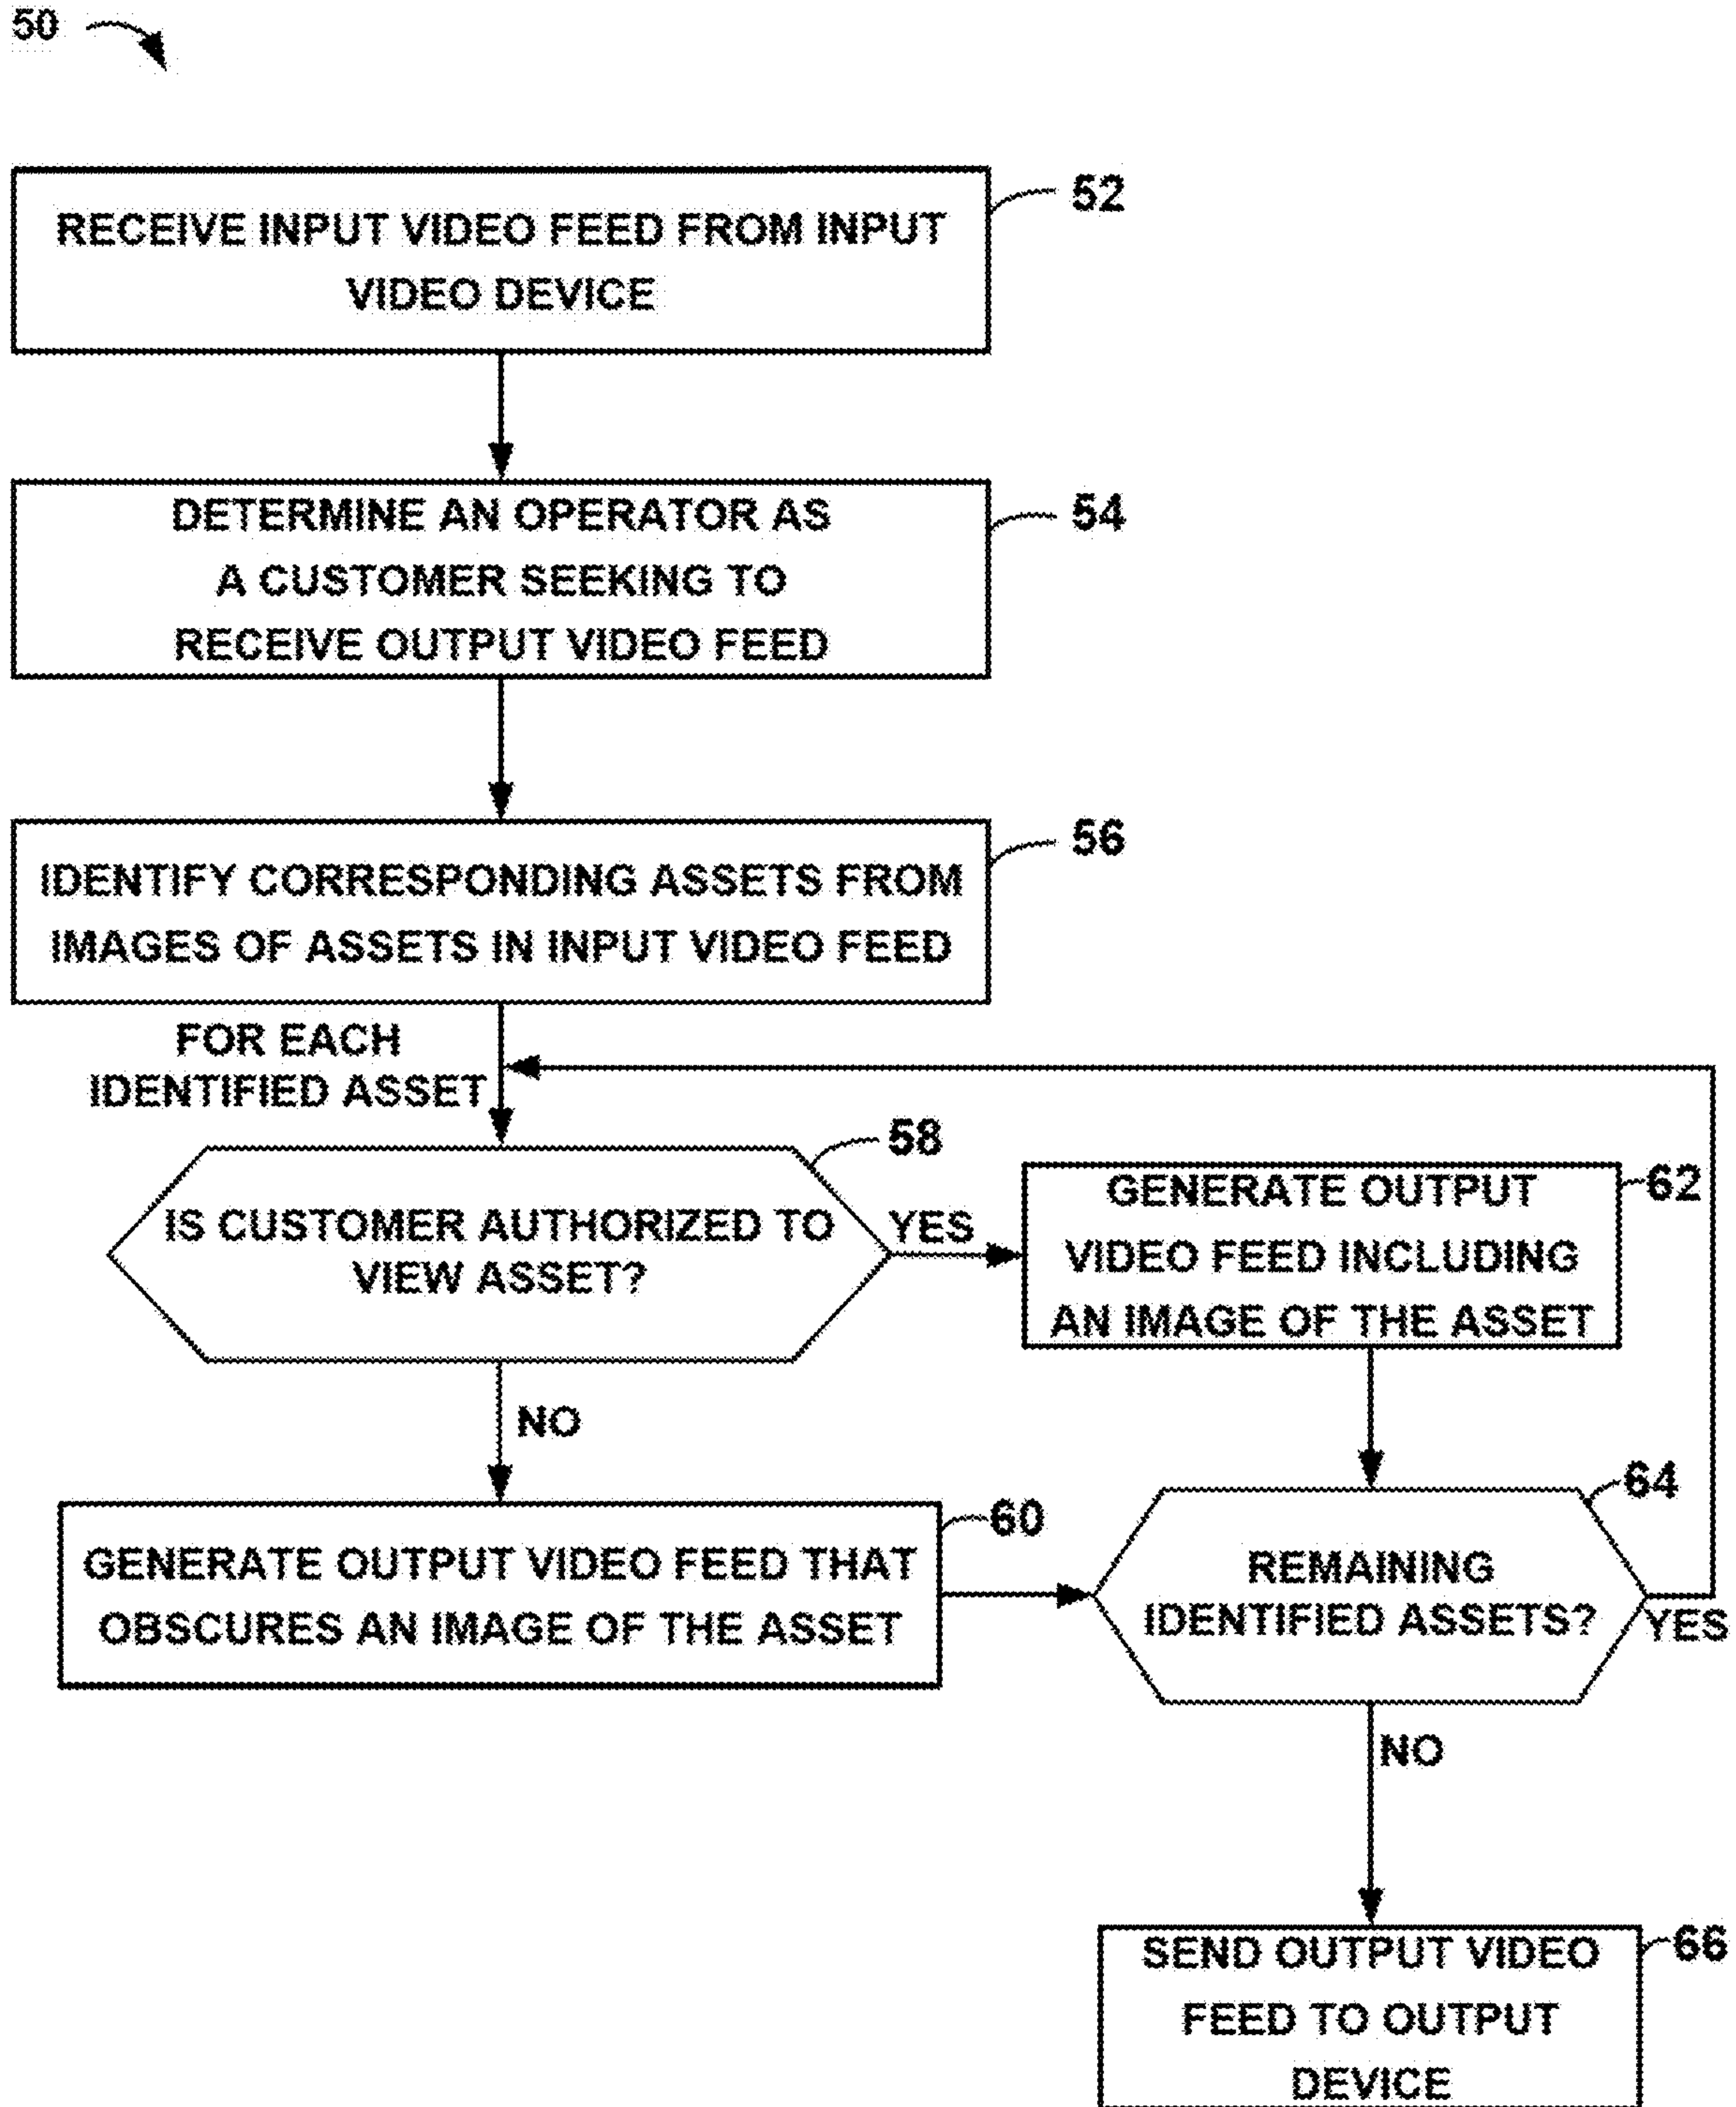 50
RECEIVE INPUT VIDEO FEED FROM INPUT
VIDEO DEVICE
52
DETERMINE AN OPERATOR AS
A CUSTOMER SEEKING TO
RECEIVE OUTPUT VIDEO FEED
54
IDENTIFY CORRESPONDING ASSETS FROM
IMAGES OF ASSETS IN INPUT VIDEO FEED
56
FOR EACH
IDENTIFIED ASSET
IS CUSTOMER AUTHORIZED TO
VIEW ASSET?
58
YES
GENERATE OUTPUT
VIDEO FEED INCLUDING
AN IMAGE OF THE ASSET
62
NO
GENERATE OUTPUT VIDEO FEED THAT
OBSCURES AN IMAGE OF THE ASSET
60
REMAINING
IDENTIFIED ASSETS?
64
YES
NO
SEND OUTPUT VIDEO
FEED TO OUTPUT
DEVICE
66